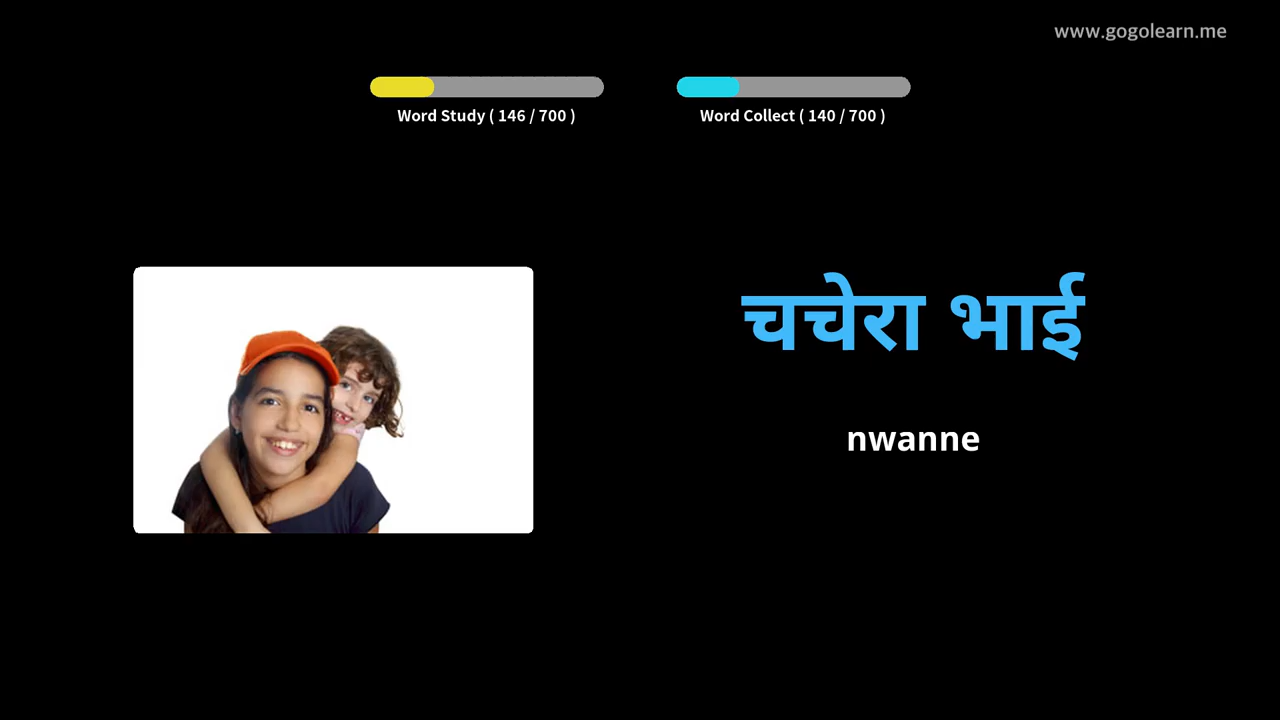 www.gogolearn.me
Word Study ( 146 / 700 )
Word Collect ( 140 / 700 )
चचेरा भाई
nwanne